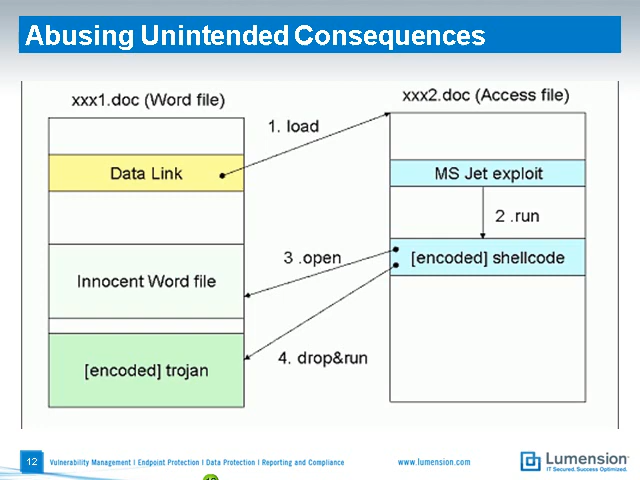 Abusing Unintended Consequences
xxx1.doc (Word file)
xxx2.doc (Access file)
1. load
Data Link
MS Jet exploit
2 .run
3 .open
[encoded] shellcode
Innocent Word file
4. drop&run
[encoded] trojan
12
Vulnerability Management | Endpoint Protection | Data Protection | Reporting and Compliance
www.lumension.com
Lumension
IT Secured. Success Optimized.